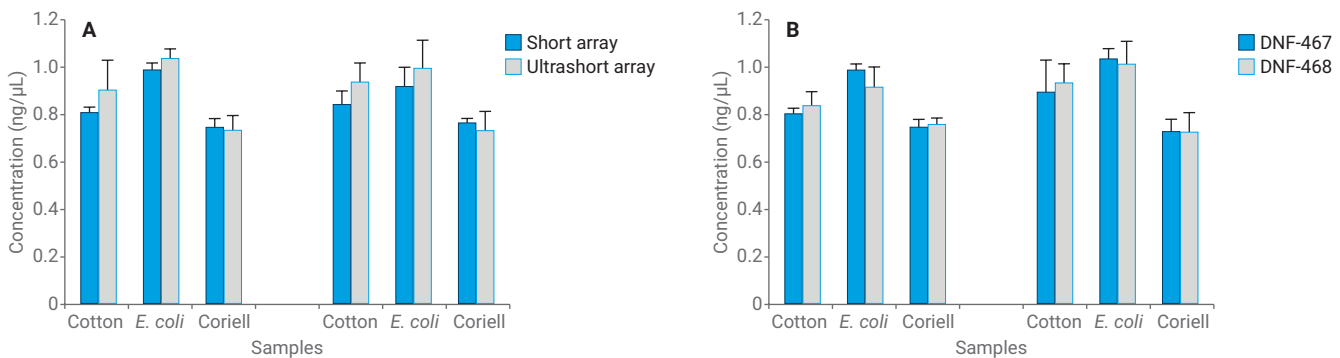 A
Short array
Ultrashort array
Concentration (ng/µL)
1.2
1.0
0.8
0.6
0.4
0.2
0
Cotton E. coli Coriell Cotton E. coli Coriell
Samples
B
DNF-467
DNF-468
Concentration (ng/µL)
1.2
1.0
0.8
0.6
0.4
0.2
0
Cotton E. coli Coriell Cotton E. coli Coriell
Samples